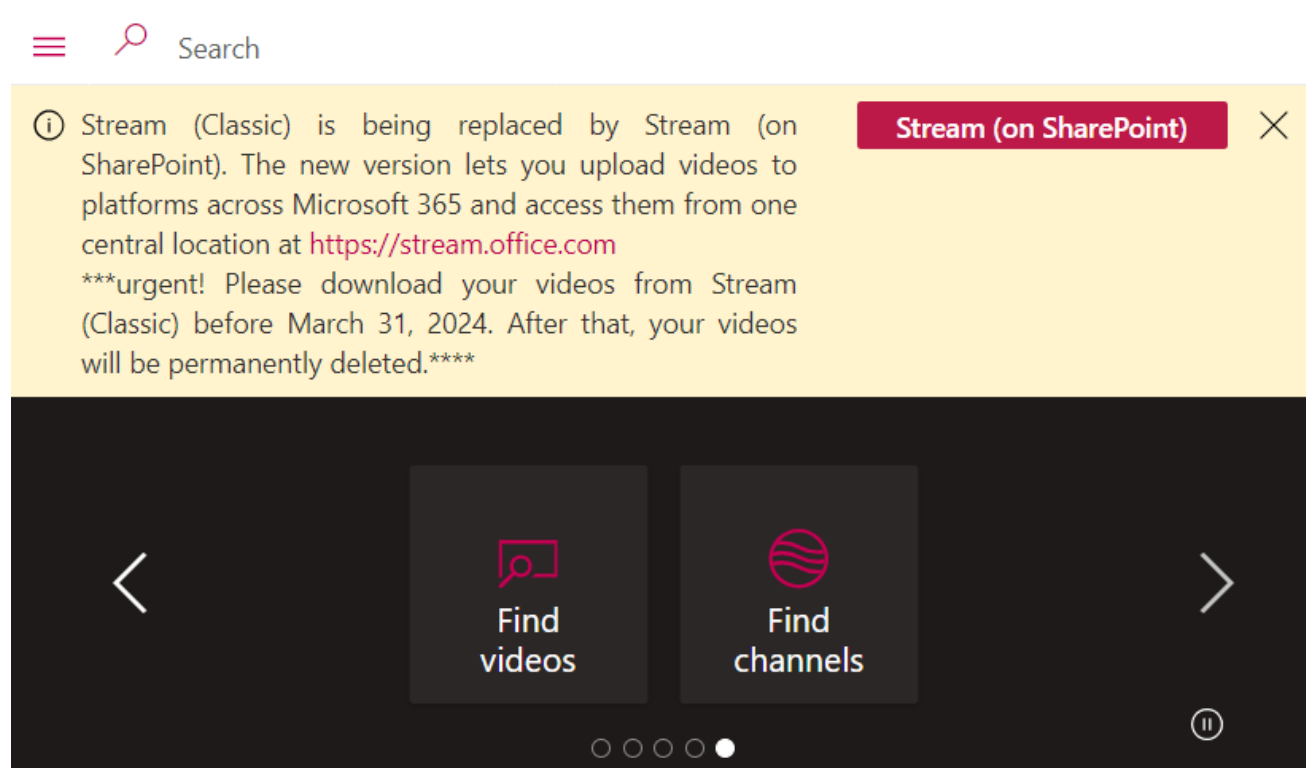 Search
Stream (Classic) is being replaced by Stream (on
SharePoint). The new version lets you upload videos to
platforms across Microsoft 365 and access them from one
central location at https://stream.office.com
***urgent! Please download your videos from Stream
(Classic) before March 31, 2024. After that, your videos
will be permanently deleted.****
Stream (on SharePoint)
Find
videos
Find
channels